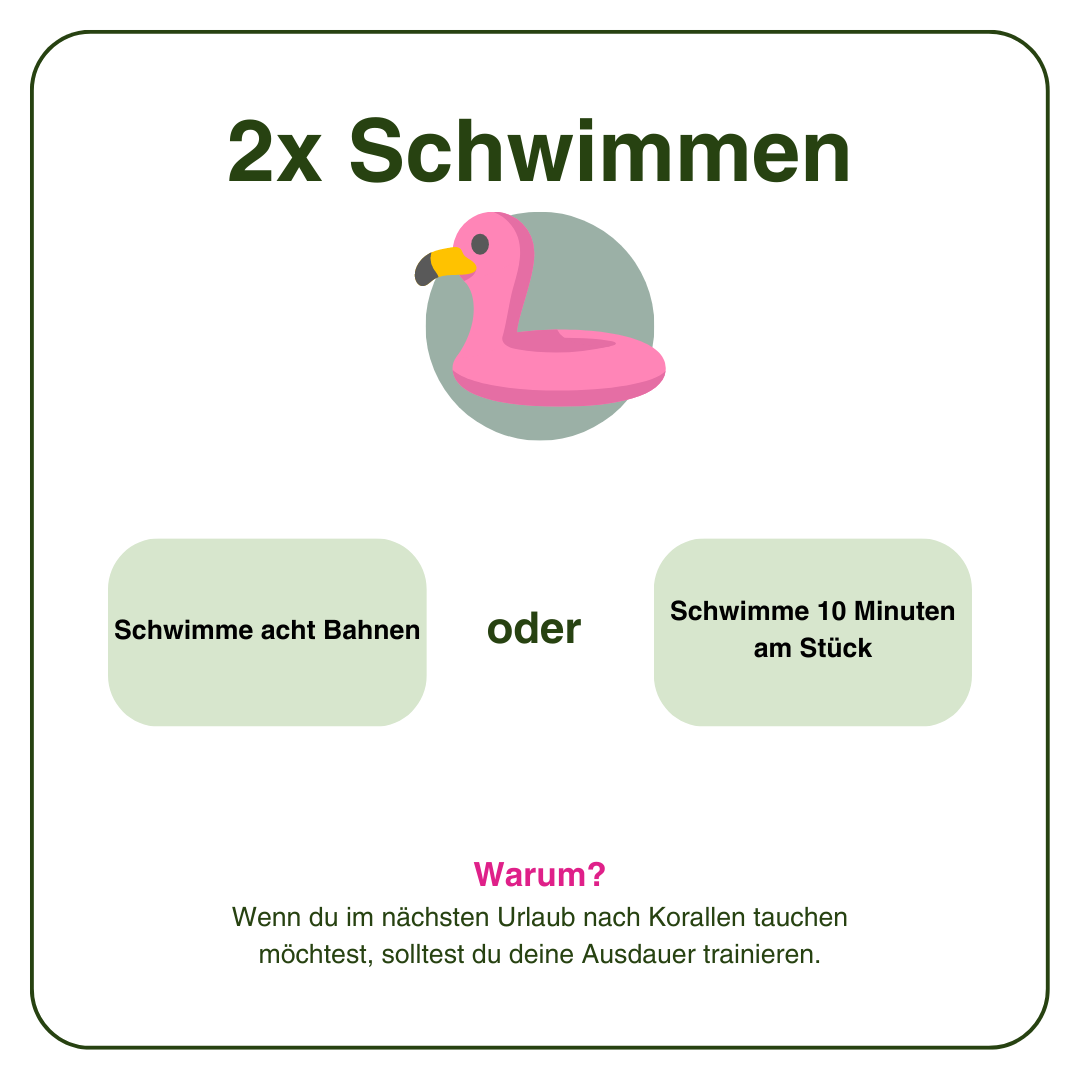 2x Schwimmen
Schwimme acht Bahnen
oder
Schwimme 10 Minuten
am Stück
Warum?
Wenn du im nächsten Urlaub nach Korallen tauchen
möchtest, solltest du deine Ausdauer trainieren.